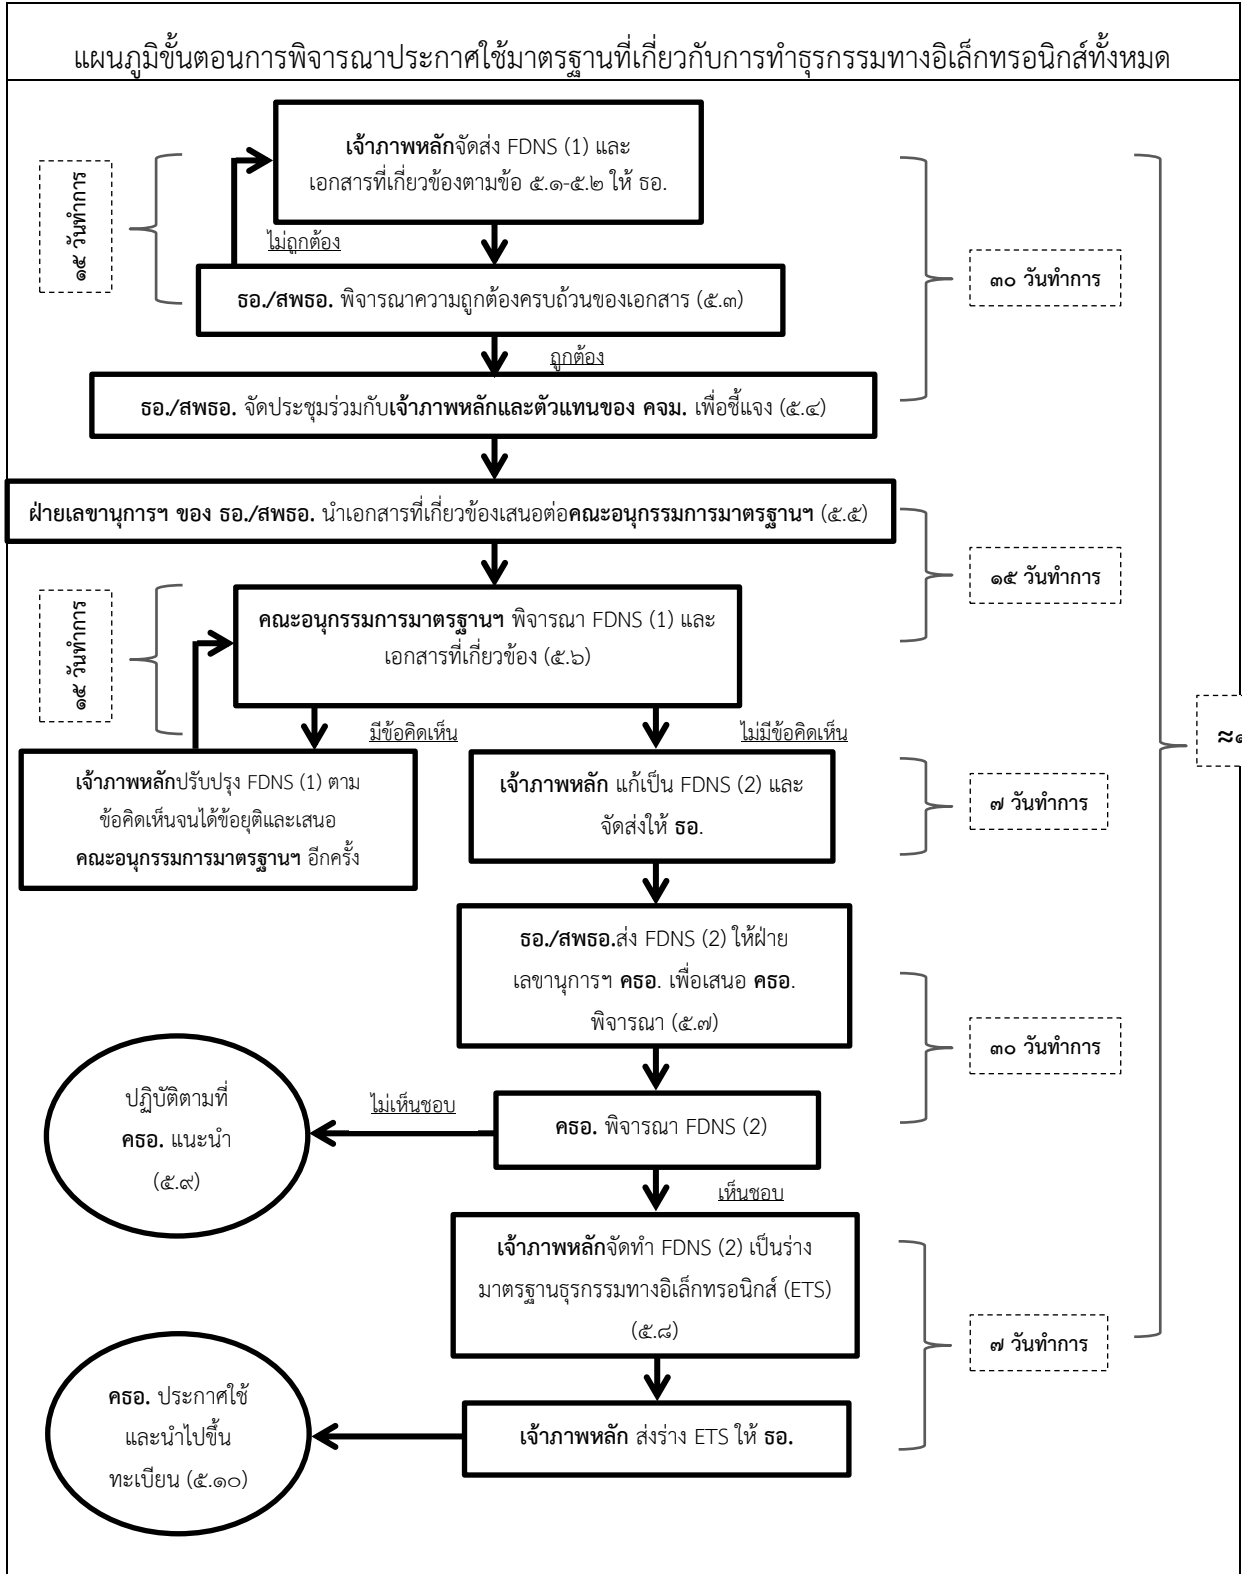 แผนภูมิขั้นตอนการพิจารณาประกาศใช้มาตรฐานที่เกี่ยวกับการทำธุรกรรมทางอิเล็กทรอนิกส์ทั้งหมด
เจ้าภาพหลักจัดส่ง FDNS (1) และ
เอกสารที่เกี่ยวข้องตามข้อ ๕.๑-๕.๒ ให้ ธอ.
๑๕ วันทำการ
ไม่ถูกต้อง
๓๐ วันทำการ
ธอ./สพธอ. พิจารณาความถูกต้องครบถ้วนของเอกสาร (๕.๓)
ถูกต้อง
ธอ./สพธอ. จัดประชุมร่วมกับเจ้าภาพหลักและตัวแทนของ คจม. เพื่อชี้แจง (๕.๔)
ฝ่ายเลขานุการฯ ของ ธอ./สพธอ. นำเอกสารที่เกี่ยวข้องเสนอต่อคณะอนุกรรมการมาตรฐานฯ (๕.๕)
๑๕ วันทำการ
คณะอนุกรรมการมาตรฐานฯ พิจารณา FDNS (1) และ
เอกสารที่เกี่ยวข้อง (๕.๖)
๑๕ วันทำการ
มีข้อคิดเห็น
ไม่มีข้อคิดเห็น
≈๑
เจ้าภาพหลักปรับปรุง FDNS (1) ตาม
ข้อคิดเห็นจนได้ข้อยุติและเสนอ
คณะอนุกรรมการมาตรฐานฯ อีกครั้ง
เจ้าภาพหลัก แก้เป็น FDNS (2) และ
จัดส่งให้ ธอ.
๗ วันทำการ
ธอ./สพธอ.ส่ง FDNS (2) ให้ฝ่าย
เลขานุการฯ คธอ. เพื่อเสนอ คธอ.
พิจารณา (๕.๗)
๓๐ วันทำการ
ปฏิบัติตามที่
คธอ. แนะนำ
(๕.๙)
ไม่เห็นชอบ
คธอ. พิจารณา FDNS (2)
เห็นชอบ
เจ้าภาพหลักจัดทำ FDNS (2) เป็นร่าง
มาตรฐานธุรกรรมทางอิเล็กทรอนิกส์ (ETS)
(๕.๘)
๗ วันทำการ
คธอ. ประกาศใช้
และนำไปขึ้น
ทะเบียน (๕.๑๐)
เจ้าภาพหลัก ส่งร่าง ETS ให้ ธอ.